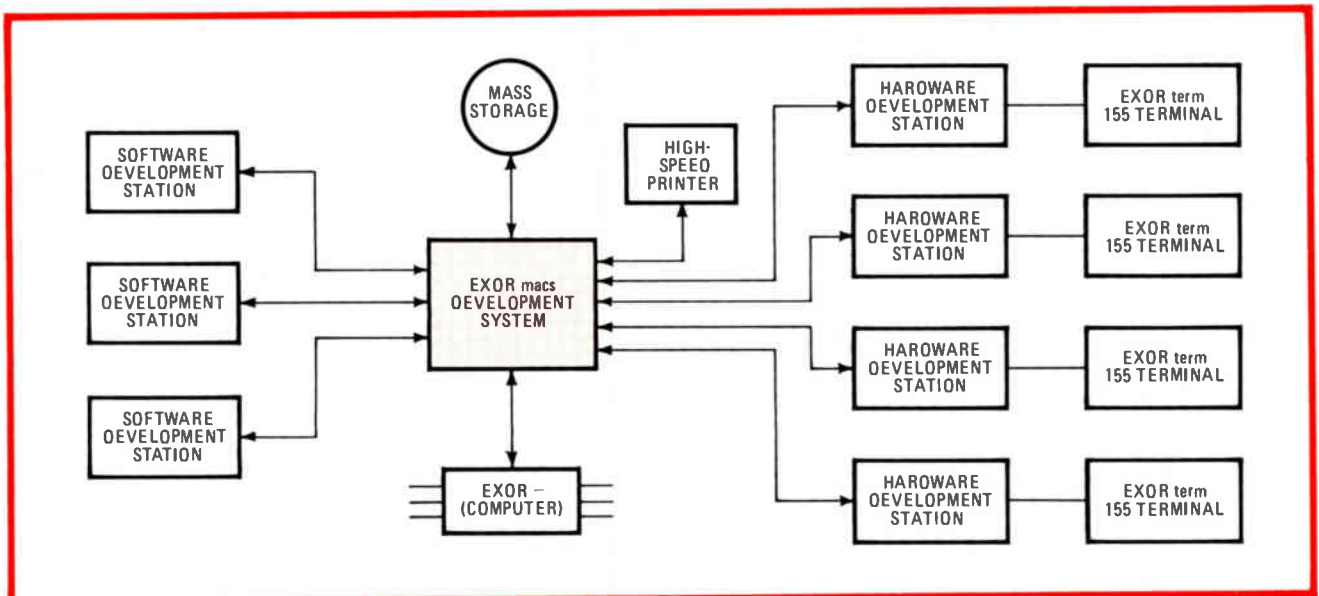 MASS
STORAGE
SOFTWARE
OEVELOPMENT
STATION
SOFTWARE
OEVELOPMENT
STATION
SOFTWARE
OEVELOPMENT
STATION
EXOR macs
OEVELOPMENT
SYSTEM
EXOR –
(COMPUTER)
HIGH-
SPEEO
PRINTER
HAROWARE
OEVELOPMENT
STATION
EXOR term
155 TERMINAL
HAROWARE
OEVELOPMENT
STATION
EXOR term
155 TERMINAL
HAROWARE
OEVELOPMENT
STATION
EXOR term
155 TERMINAL
HAROWARE
OEVELOPMENT
STATION
EXOR term
155 TERMINAL